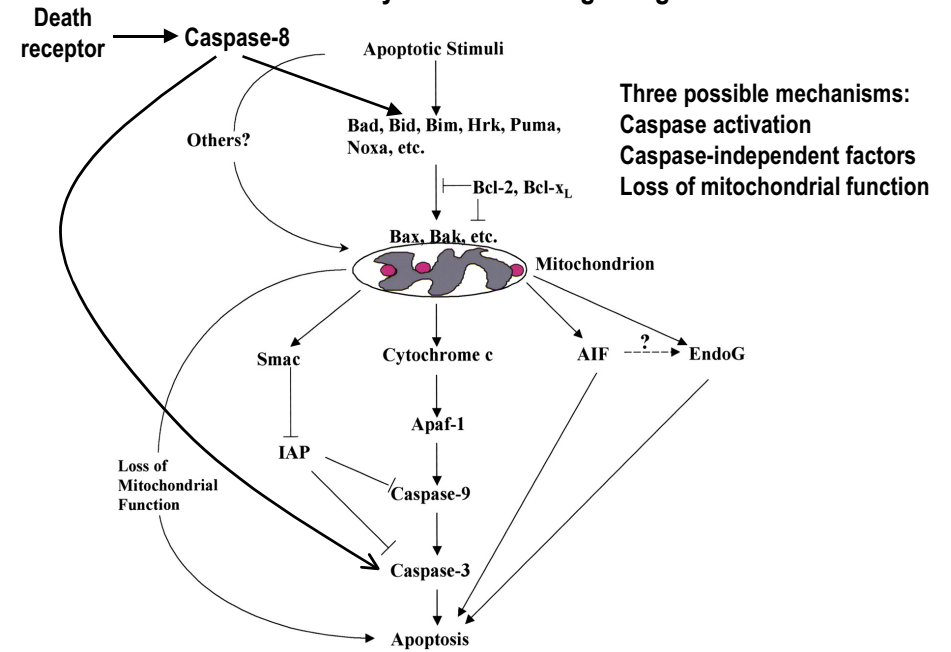 Death
receptor
Caspase-8
Apoptotic Stimuli
Three possible mechanisms:
Caspase activation
Caspase-independent factors
Loss of mitochondrial function
Others?
Bad, Bid, Bim, Hrk, Puma,
Noxa, etc.
Bcl-2, Bcl-xL
Bax, Bak, etc.
Mitochondrion
Smac
Cytochrome c
AIF
?
EndoG
Apaf-1
IAP
Loss of
Mitochondrial
Function
Caspase-9
Caspase-3
Apoptosis